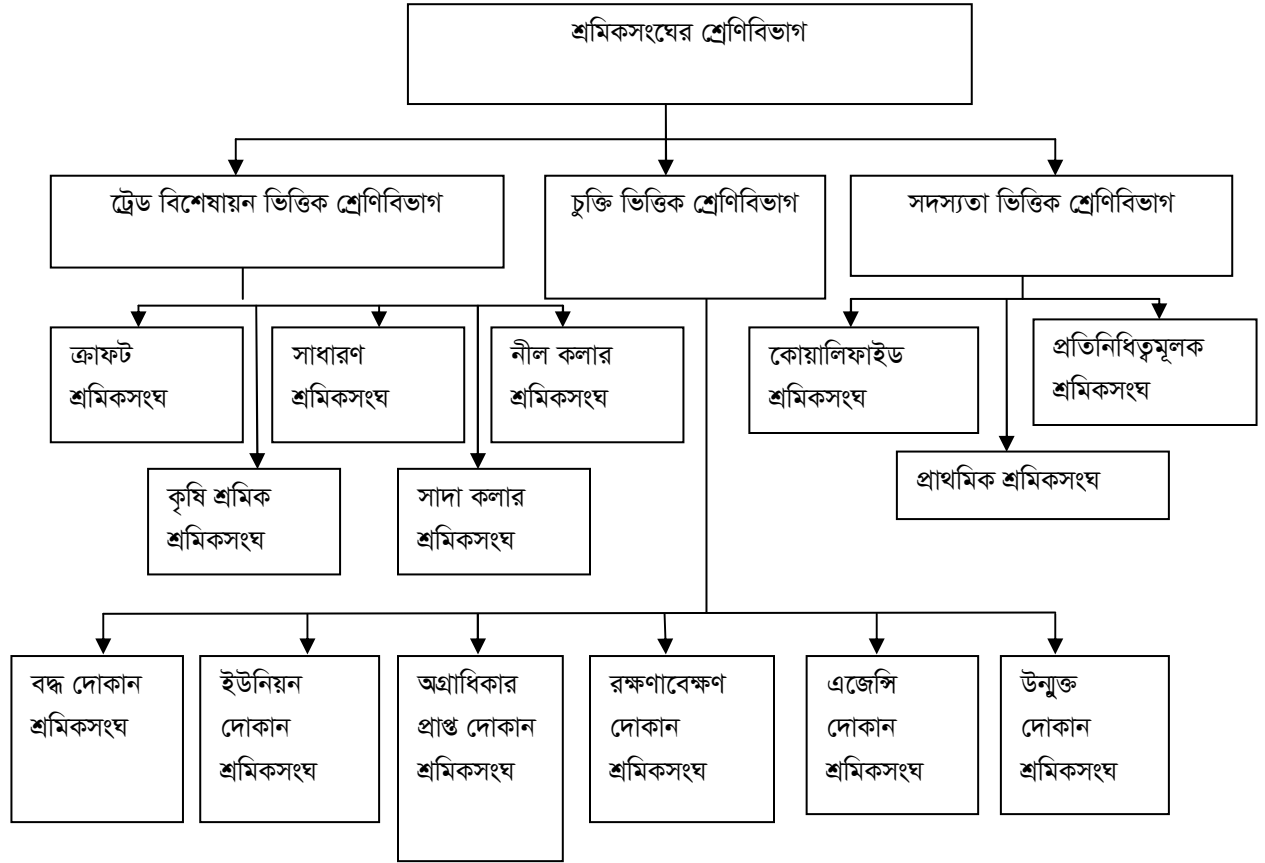 শ্রমিকসংঘের শ্রেণিবিভাগ
ট্রেড বিশেষায়ন ভিত্তিক শ্রেণিবিভাগ
চুক্তি ভিত্তিক শ্রেণিবিভাগ
সদস্যতা ভিত্তিক শ্রেণিবিভাগ
ক্রাফট
শ্রমিকসংঘ
সাধারণ
শ্রমিকসংঘ
নীল কলার
শ্রমিকসংঘ
কোয়ালিফাইড
শ্রমিকসংঘ
প্রতিনিধিত্বমূলক
শ্রমিকসংঘ
কৃষি শ্রমিক
শ্রমিকসংঘ
সাদা কলার
শ্রমিকসংঘ
প্রাথমিক শ্রমিকসংঘ
বদ্ধ দোকান
শ্রমিকসংঘ
ইউনিয়ন
দোকান
শ্রমিকসংঘ
অগ্রাধিকার
প্রাপ্ত দোকান
শ্রমিকসংঘ
রক্ষণাবেক্ষণ
দোকান
শ্রমিকসংঘ
এজেন্সি
দোকান
শ্রমিকসংঘ
উন্মুক্ত
দোকান
শ্রমিকসংঘ